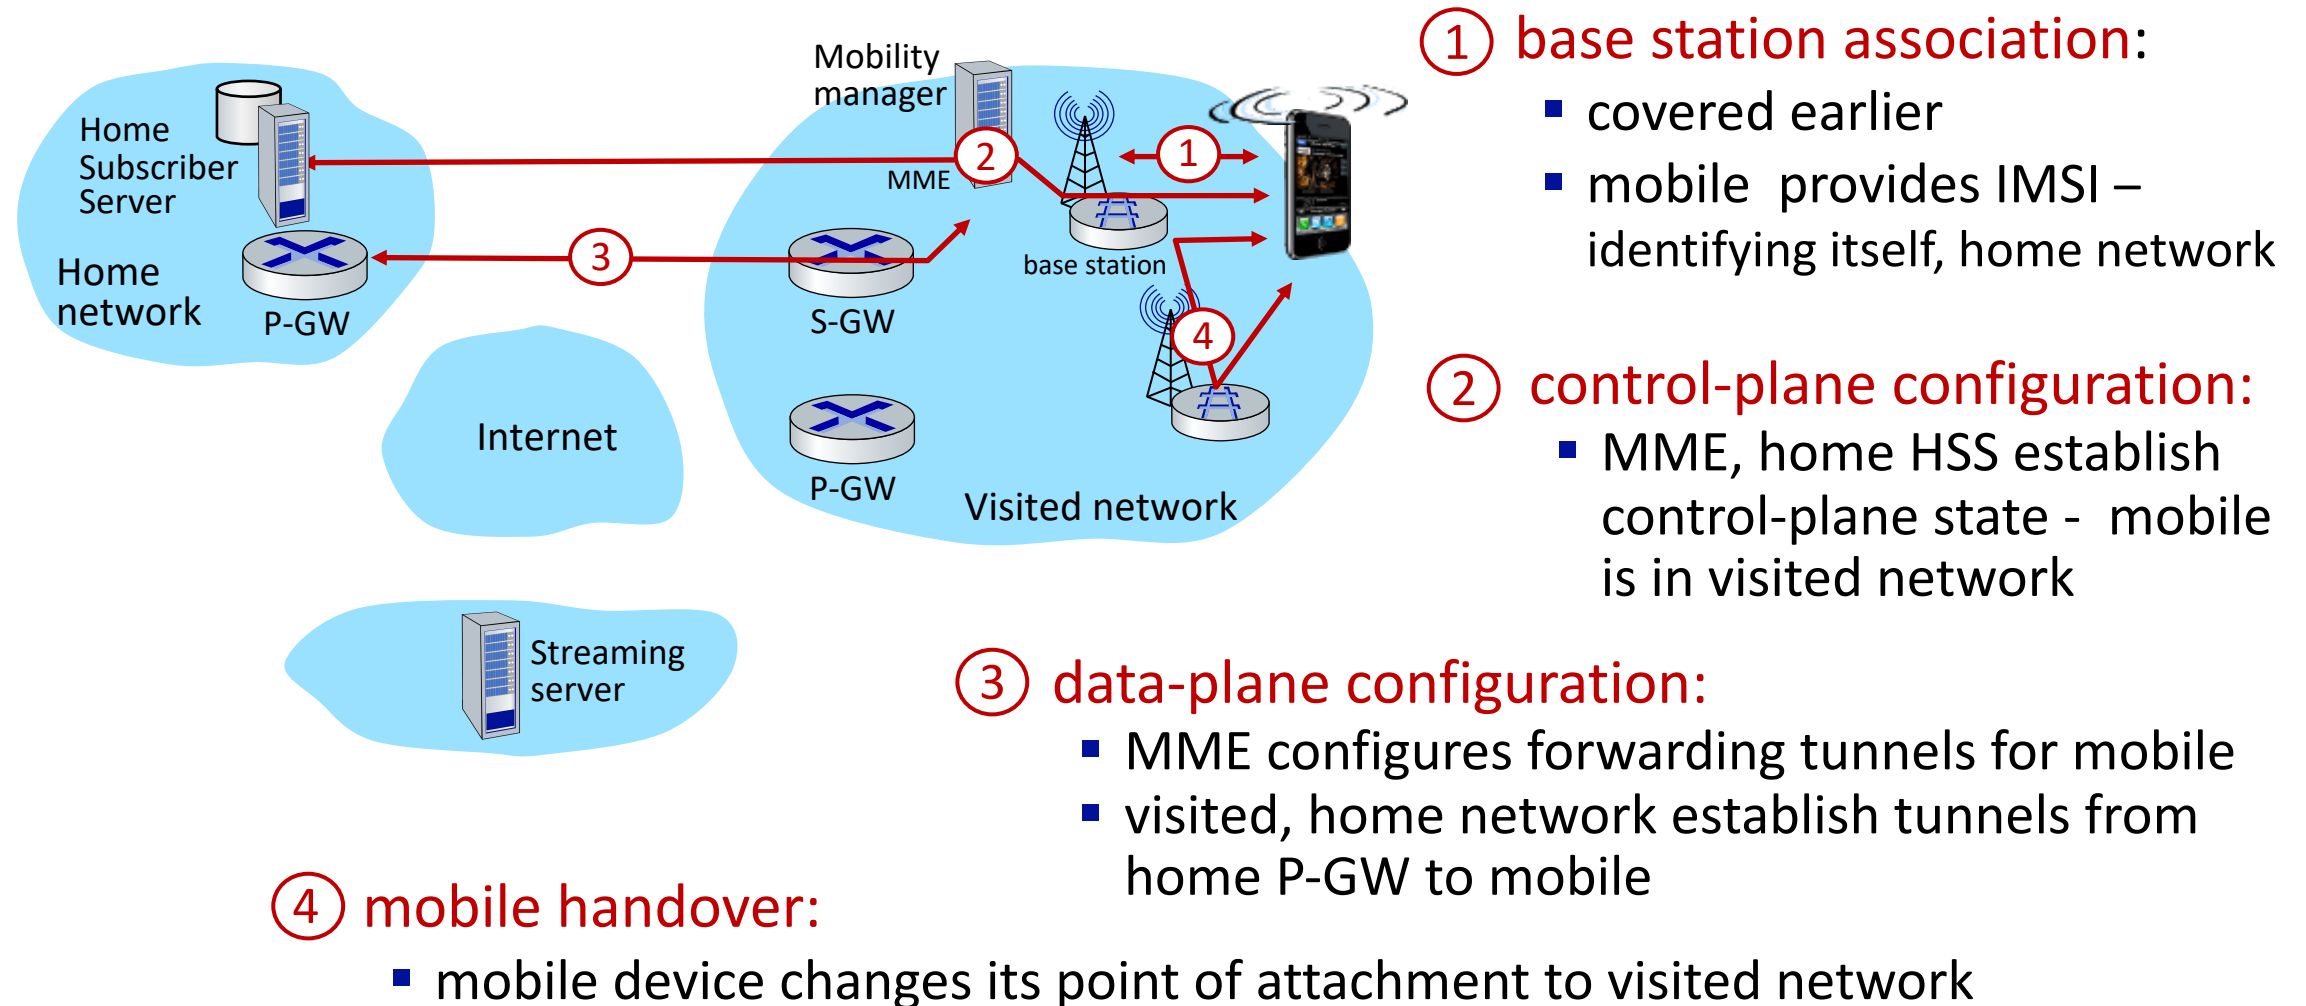 Home
Subscriber
Server
Home
network
P-GW
3
Internet
Streaming
server
Mobility
manager
2
MME
1
base station
S-GW
4
P-GW
Visited network
1 base station association:
▪ covered earlier
▪ mobile provides IMSI –
identifying itself, home network
2 control-plane configuration:
▪ MME, home HSS establish
control-plane state - mobile
is in visited network
3 data-plane configuration:
▪ MME configures forwarding tunnels for mobile
▪ visited, home network establish tunnels from
home P-GW to mobile
4 mobile handover:
▪ mobile device changes its point of attachment to visited network